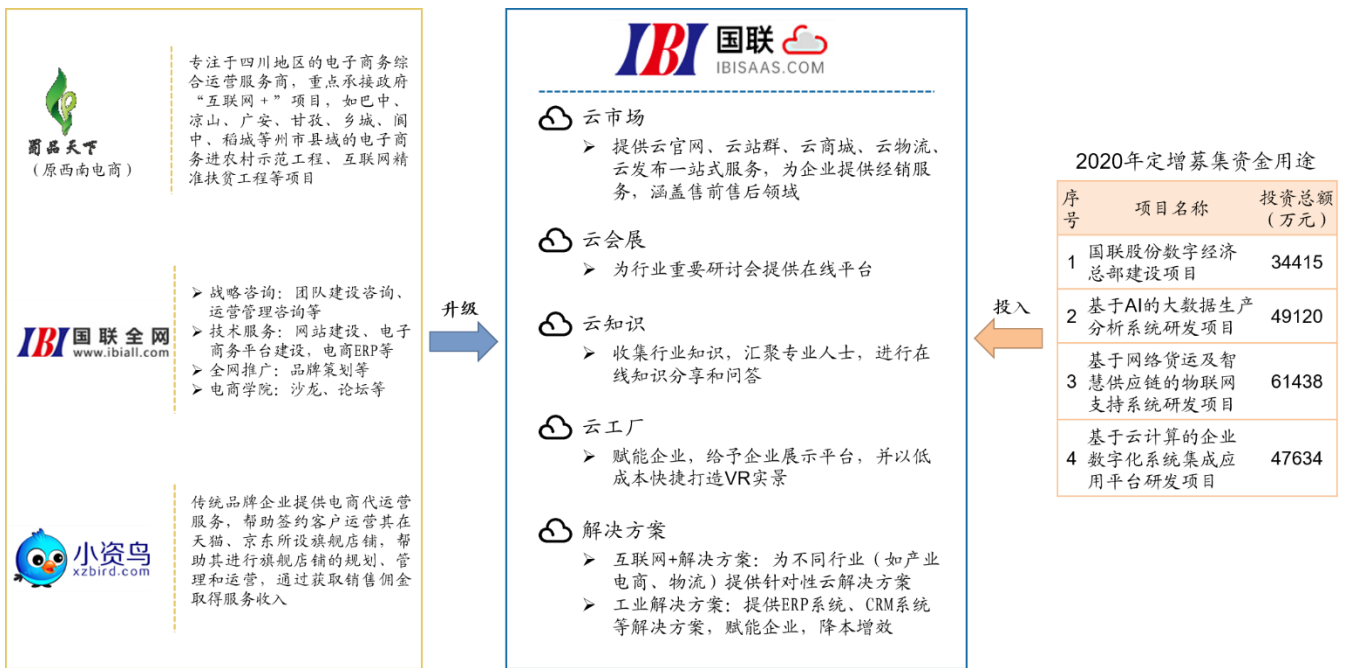 专注于四川地区的电子商务综
合运营服务商，重点承接政府
“互联网+”项目，如巴中、
凉山、广安、甘孜、乡城、阆
中、稻城等州市县域的电子商
务进农村示范工程、互联网精
准扶贫工程等项目
蜀品天下
（原西南电商）
国联全网
www.ibiall.com
➢ 战略咨询：团队建设咨询、
运营管理咨询等
➢ 技术服务：网站建设、电子
商务平台建设，电商ERP等
➢ 全网推广：品牌策划等
➢ 电商学院：沙龙、论坛等
小资鸟
xzbird.com
传统品牌企业提供电商代运营
服务，帮助签约客户运营其在
天猫、京东所设旗舰店铺，帮
助其进行旗舰店铺的规划、管
理和运营，通过获取销售佣金
取得服务收入
升级
IBI 国联
IBISAAS.COM
云市场
➢ 提供云官网、云站群、云商城、云物流、
云发布一站式服务，为企业提供经销服
务，涵盖售前售后领域
云会展
➢ 为行业重要研讨会提供在线平台
云知识
➢ 收集行业知识，汇聚专业人士，进行在
线知识分享和问答
云工厂
➢ 赋能企业，给予企业展示平台，并以低
成本快捷打造VR实景
解决方案
➢ 互联网+解决方案：为不同行业（如产业
电商、物流）提供针对性云解决方案
➢ 工业解决方案：提供ERP系统、CRM系统
等解决方案，赋能企业，降本增效
投入
2020年定增募集资金用途
序号 项目名称 投资总额（万元）
1 国联股份数字经济
总部建设项目 34415
2 基于AI的大数据生产
分析系统研发项目 49120
3 基于网络货运及智
慧供应链的物联网
支持系统研发项目 61438
4 基于云计算的企业
数字化系统集成应
用平台研发项目 47634